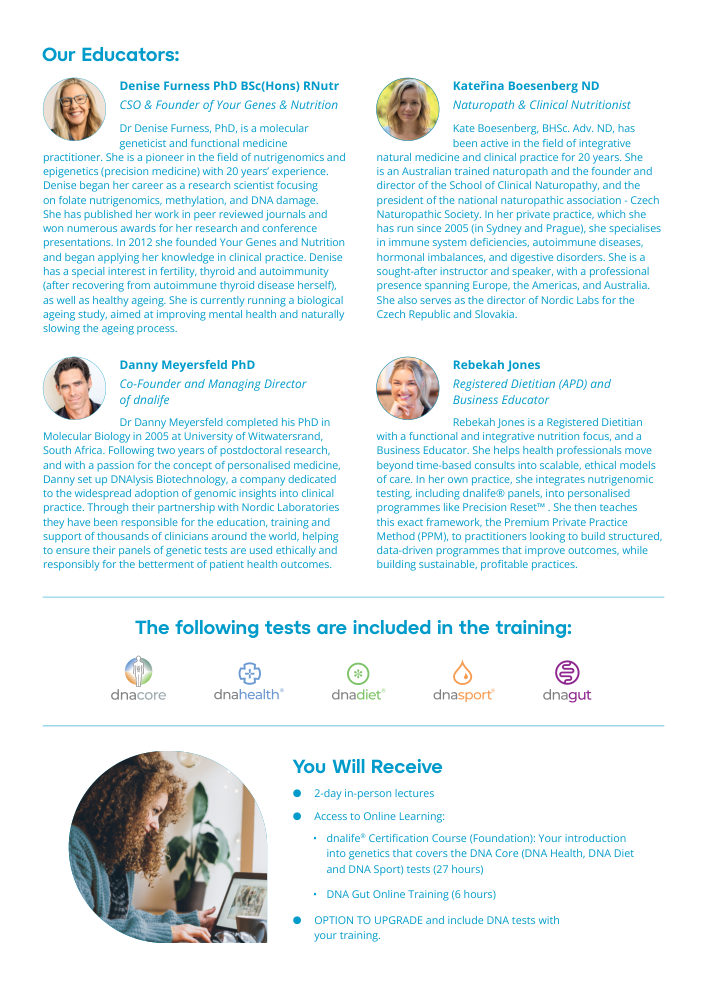 Our Educators:
Denise Furness PhD BSc(Hons) RNutr
CSO & Founder of Your Genes & Nutrition
Dr Denise Furness, PhD, is a molecular
geneticist and functional medicine
practitioner. She is a pioneer in the field of nutrigenomics and
epigenetics (precision medicine) with 20 years' experience.
Denise began her career as a research scientist focusing
on folate nutrigenomics, methylation, and DNA damage.
She has published her work in peer reviewed journals and
won numerous awards for her research and conference
presentations. In 2012 she founded Your Genes and Nutrition
and began applying her knowledge in clinical practice. Denise
has a special interest in fertility, thyroid and autoimmunity
(after recovering from autoimmune thyroid disease herself),
as well as healthy ageing. She is currently running a biological
ageing study, aimed at improving mental health and naturally
slowing the ageing process.
Kateřina Boesenberg ND
Naturopath & Clinical Nutritionist
Kate Boesenberg, BHSc. Adv. ND, has
been active in the field of integrative
natural medicine and clinical practice for 20 years. She
is an Australian trained naturopath and the founder and
director of the School of Clinical Naturopathy, and the
president of the national naturopathic association - Czech
Naturopathic Society. In her private practice, which she
has run since 2005 (in Sydney and Prague), she specialises
in immune system deficiencies, autoimmune diseases,
hormonal imbalances, and digestive disorders. She is a
sought-after instructor and speaker, with a professional
presence spanning Europe, the Americas, and Australia.
She also serves as the director of Nordic Labs for the
Czech Republic and Slovakia.
Danny Meyersfeld PhD
Co-Founder and Managing Director
of dnalife
Dr Danny Meyersfeld completed his PhD in
Molecular Biology in 2005 at University of Witwatersrand,
South Africa. Following two years of postdoctoral research,
and with a passion for the concept of personalised medicine,
Danny set up DNAlysis Biotechnology, a company dedicated
to the widespread adoption of genomic insights into clinical
practice. Through their partnership with Nordic Laboratories
they have been responsible for the education, training and
support of thousands of clinicians around the world, helping
to ensure their panels of genetic tests are used ethically and
responsibly for the betterment of patient health outcomes.
Rebekah Jones
Registered Dietitian (APD) and
Business Educator
Rebekah Jones is a Registered Dietitian
with a functional and integrative nutrition focus, and a
Business Educator. She helps health professionals move
beyond time-based consults into scalable, ethical models
of care. In her own practice, she integrates nutrigenomic
testing, including dnalife® panels, into personalised
programmes like Precision Reset™ . She then teaches
this exact framework, the Premium Private Practice
Method (PPM), to practitioners looking to build structured,
data-driven programmes that improve outcomes, while
building sustainable, profitable practices.
The following tests are included in the training:
dnacore
dnahealth®
dnadiet®
dnasport®
dnagut
You Will Receive
● 2-day in-person lectures
● Access to Online Learning:
• dnalife® Certification Course (Foundation): Your introduction
into genetics that covers the DNA Core (DNA Health, DNA Diet
and DNA Sport) tests (27 hours)
• DNA Gut Online Training (6 hours)
● OPTION TO UPGRADE and include DNA tests with
your training.